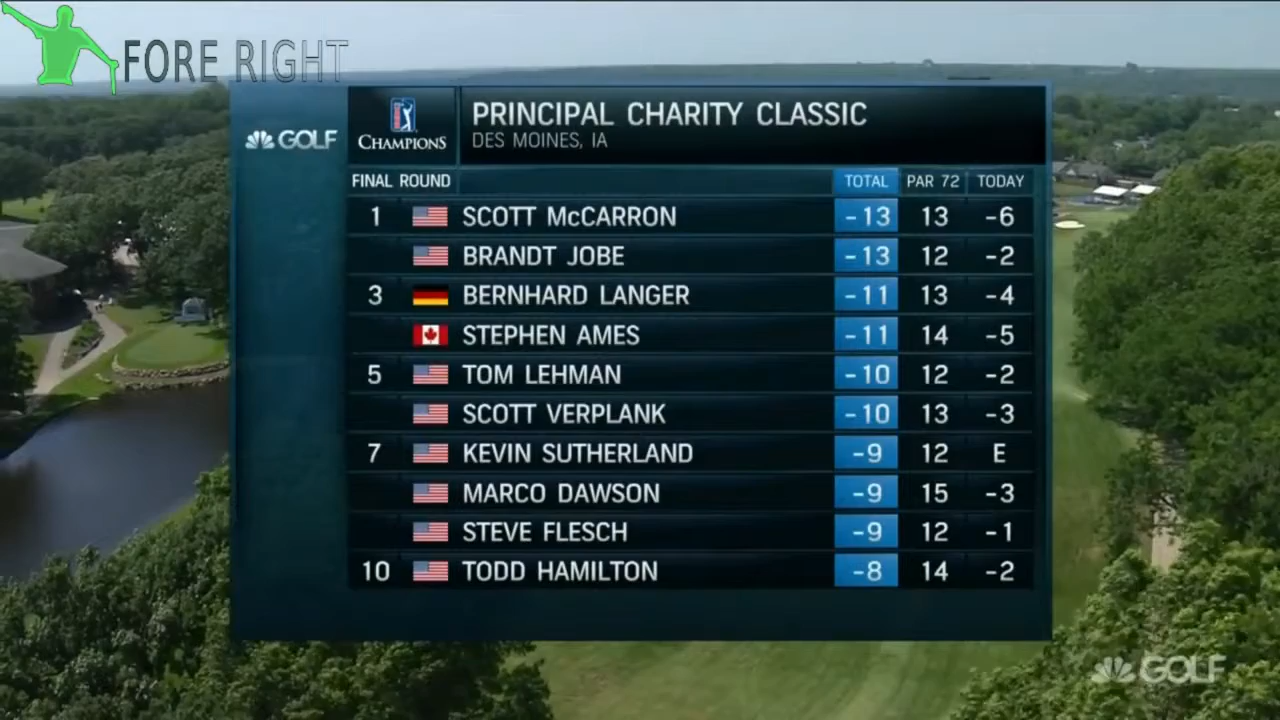 FORE RIGHT
GOLF
CHAMPIONS
PRINCIPAL CHARITY CLASSIC
DES MOINES, IA
FINAL ROUND TOTAL PAR 72 TODAY
1 SCOTT McCARRON -13 13 -6
BRANDT JOBE -13 12 -2
3 BERNHARD LANGER -11 13 -4
STEPHEN AMES -11 14 -5
5 TOM LEHMAN -10 12 -2
SCOTT VERPLANK -10 13 -3
7 KEVIN SUTHERLAND -9 12 E
MARCO DAWSON -9 15 -3
STEVE FLESCH -9 12 -1
10 TODD HAMILTON -8 14 -2
GOLF